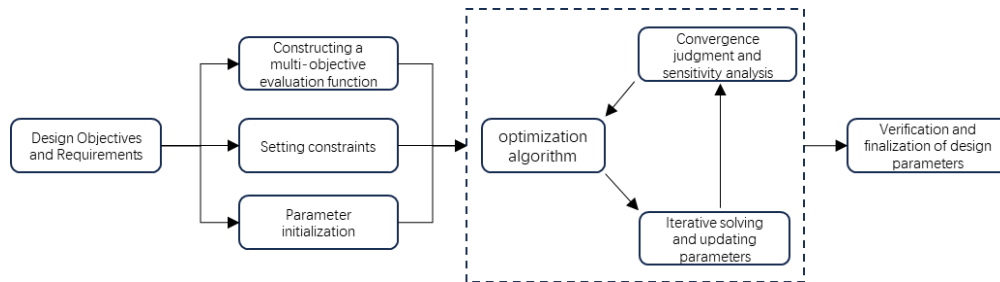 Design Objectives
and Requirements
Constructing a
multi-objective
evaluation function
Setting constraints
Parameter
initialization
optimization
algorithm
Convergence
judgment and
sensitivity analysis
Iterative solving
and updating
parameters
Verification and
finalization of design
parameters